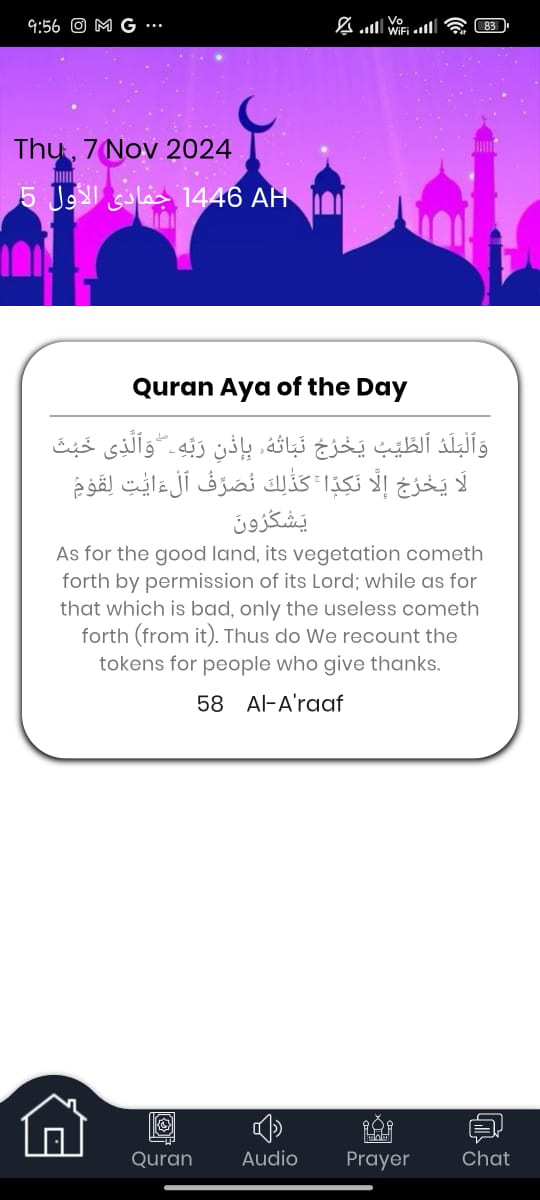 9:56
Vo
WiFi
83
Thu , 7 Nov 2024
5 جمادى الأول 1446 AH
Quran Aya of the Day
وَٱلْبَلَدُ ٱلطَّيِّبُ يَخْرُجُ نَبَاتُهُۥ بِإِذْنِ رَبِّهِۦ ۖ وَٱلَّذِى خَبُثَ
لَا يَخْرُجُ إِلَّا نَكِدًۭا ۚ كَذَٰلِكَ نُصَرِّفُ ٱلْـَٔايَٰتِ لِقَوْمٍۢ
يَشْكُرُونَ
As for the good land, its vegetation cometh
forth by permission of its Lord; while as for
that which is bad, only the useless cometh
forth (from it). Thus do We recount the
tokens for people who give thanks.
58 Al-A'raaf
Quran
Audio
Prayer
Chat